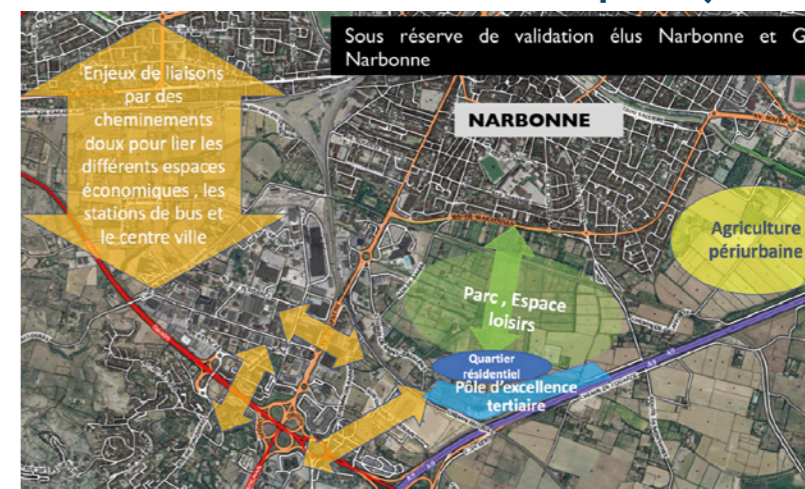 Sous réserve de validation élus Narbonne et G
Narbonne
Enjeux de liaisons
par des
cheminements
doux pour lier les
différents espaces
économiques , les
stations de bus et
le centre ville
NARBONNE
Agriculture
périurbaine
Parc , Espace
loisirs
Quartier
résidentiel
Pôle d'excellence
tertiaire